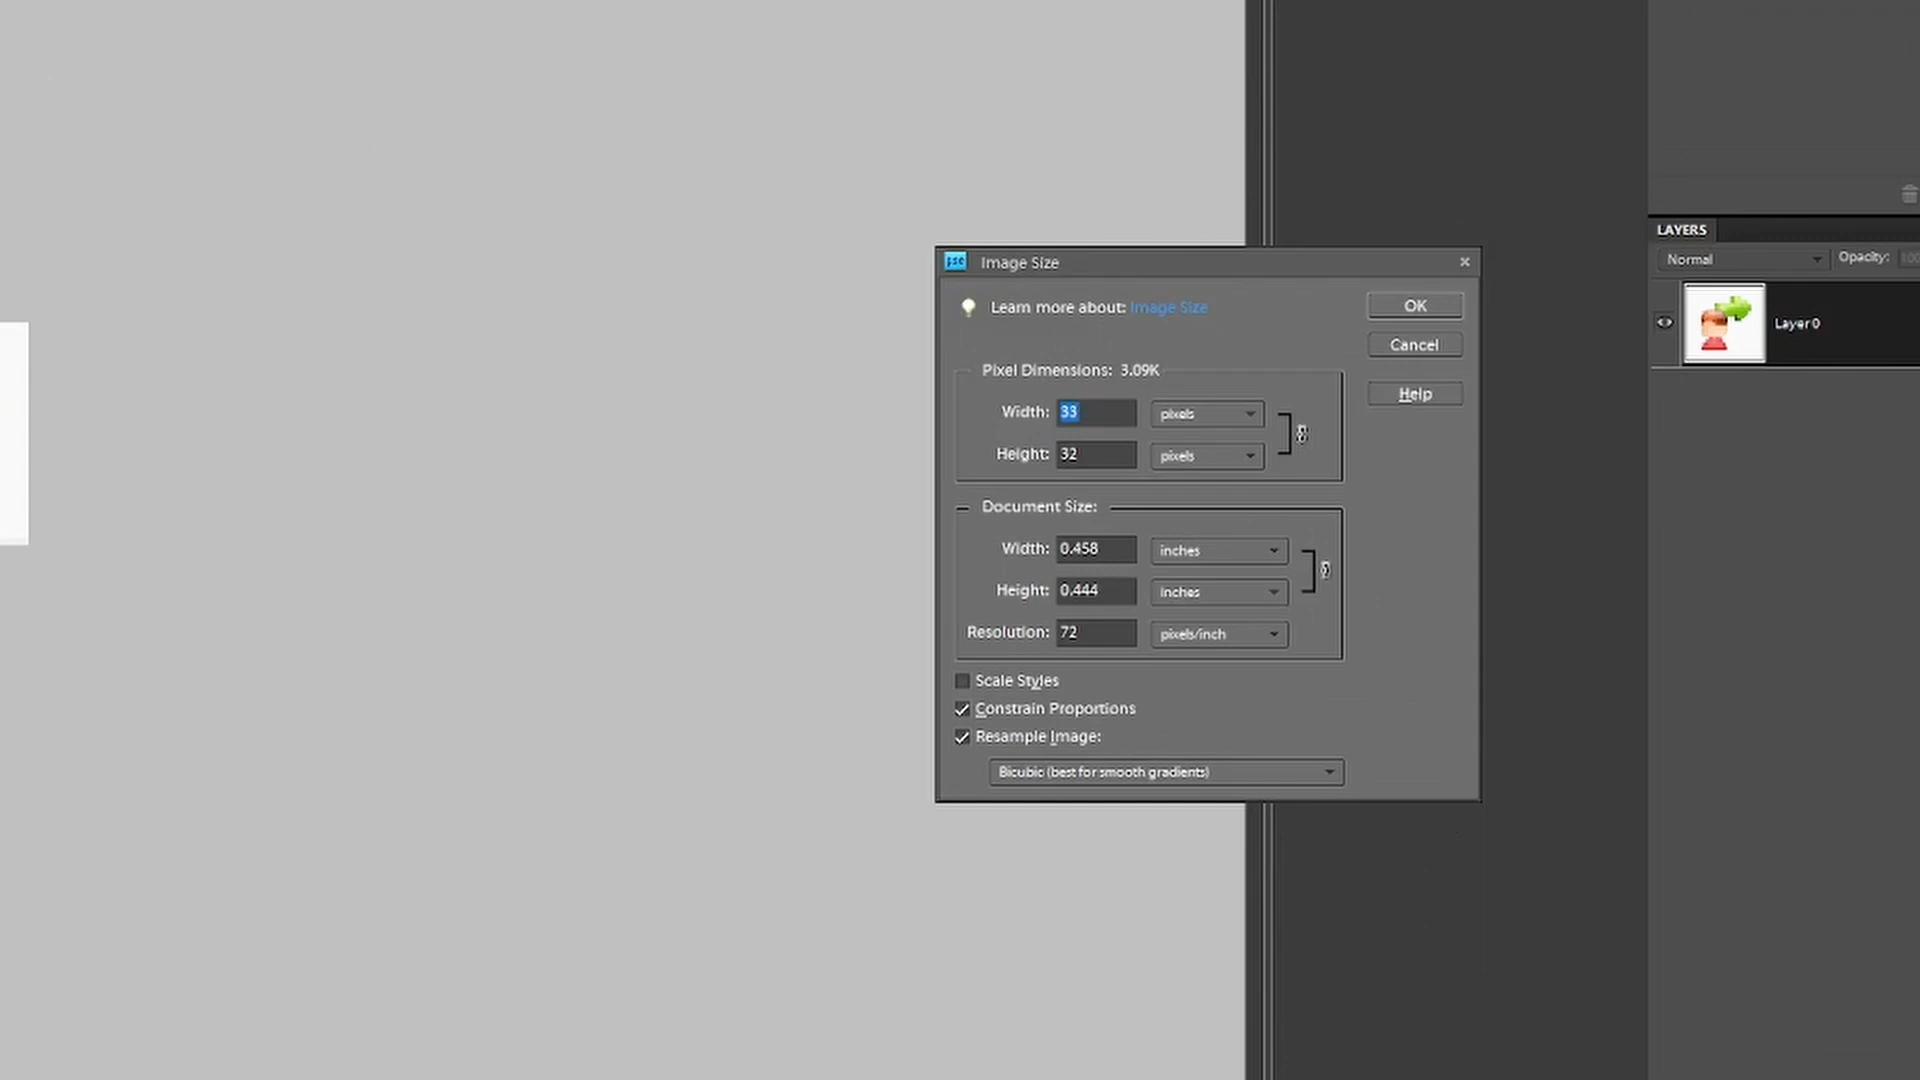 pse Image Size
Learn more about: Image Size
OK
Cancel
Help
Pixel Dimensions: 3.09K
Width: 33 pixels
Height: 32 pixels
Document Size:
Width: 0.458 inches
Height: 0.444 inches
Resolution: 72 pixels/inch
Scale Styles
Constrain Proportions
Resample Image:
Bicubic (best for smooth gradients)
LAYERS
Normal Opacity: 100
Layer 0